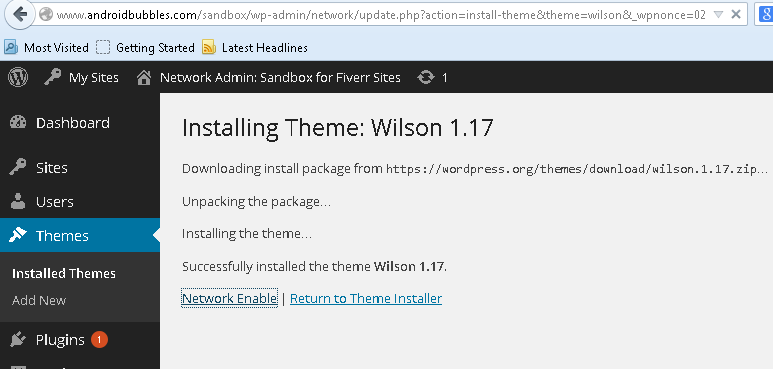 www.androidbubbles.com/sandbox/wp-admin/network/update.php?action=install-theme&theme=wilson&_wpnonce=02
Most Visited Getting Started Latest Headlines
My Sites Network Admin: Sandbox for Fiverr Sites 1
Dashboard
Sites
Users
Themes
Installed Themes
Add New
Plugins 1
Installing Theme: Wilson 1.17
Downloading install package from https://wordpress.org/themes/download/wilson.1.17.zip…
Unpacking the package…
Installing the theme…
Successfully installed the theme Wilson 1.17.
Network Enable | Return to Theme Installer